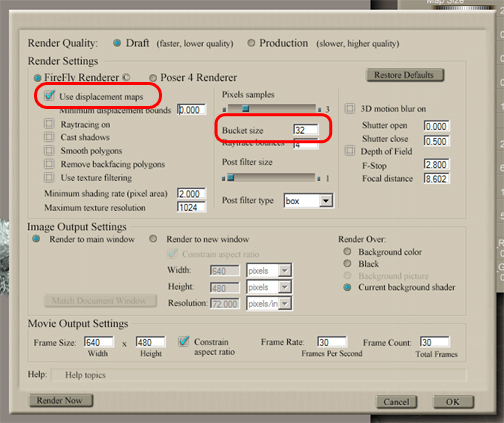 Map Size
Render Quality: Draft (faster, lower quality) Production (slower, higher quality)
Render Settings
FireFly Renderer © Poser 4 Renderer
Restore Defaults
Use displacement maps
Minimum displacement bounds 0.000
Raytracing on
Cast shadows
Smooth polygons
Remove backfacing polygons
Use texture filtering
Minimum shading rate (pixel area) 2.000
Maximum texture resolution 1024
Pixels samples
3
Bucket size 32
Raytrace bounces 4
Post filter size
1
Post filter type box
3D motion blur on
Shutter open 0.000
Shutter close 0.500
Depth of Field
F-Stop 2.800
Focal distance 8.602
Image Output Settings
Render to main window Render to new window
Constrain aspect ratio
Width: 640 pixels
Height: 480 pixels
Resolution: 72.000 pixels/in
Match Document Window
Render Over:
Background color
Black
Background picture
Current background shader
Movie Output Settings
Frame Size: 640 x 480
Width Height
Constrain
aspect ratio
Frame Rate: 30
Frames Per Second
Frame Count: 30
Total Frames
Help: Help topics
Render Now Cancel OK